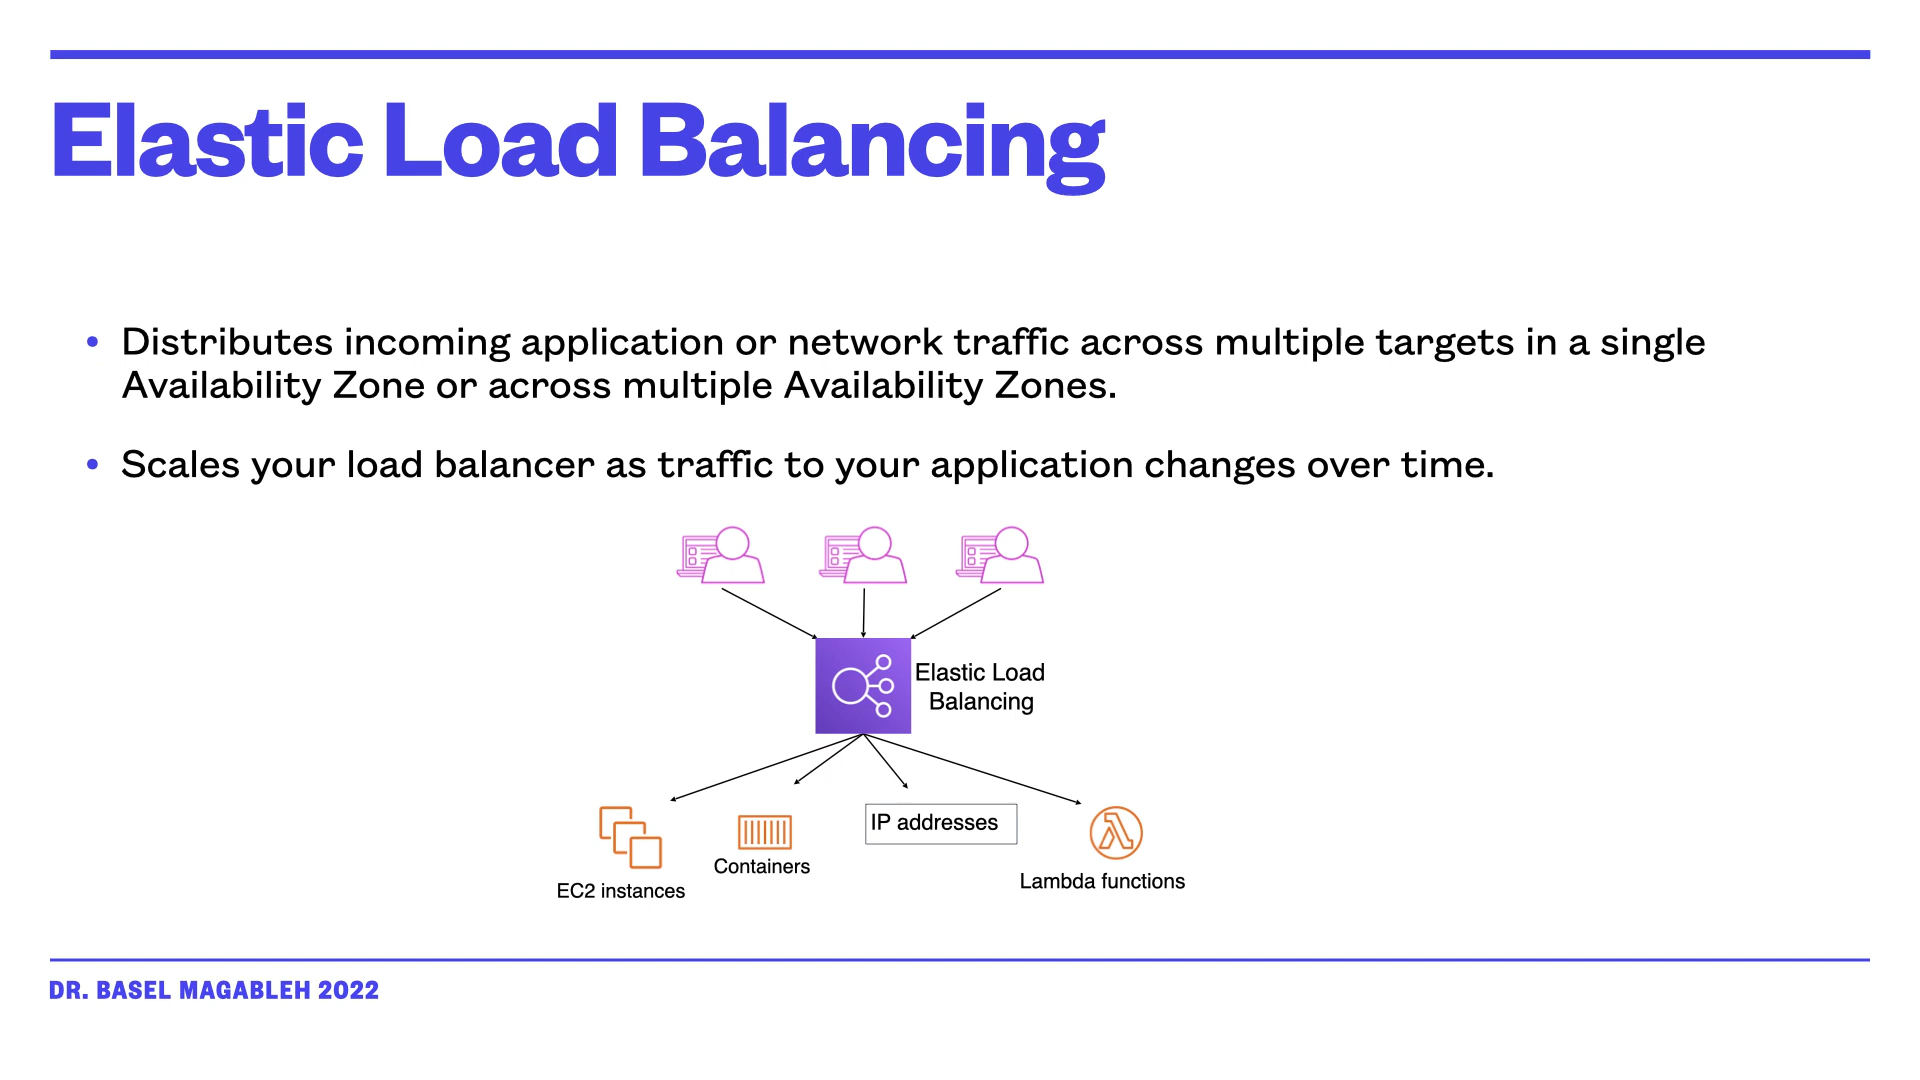 Elastic Load Balancing
• Distributes incoming application or network traffic across multiple targets in a single
Availability Zone or across multiple Availability Zones.
• Scales your load balancer as traffic to your application changes over time.
Elastic Load
Balancing
IP addresses
Containers
Lambda functions
EC2 instances
DR. BASEL MAGABLEH 2022